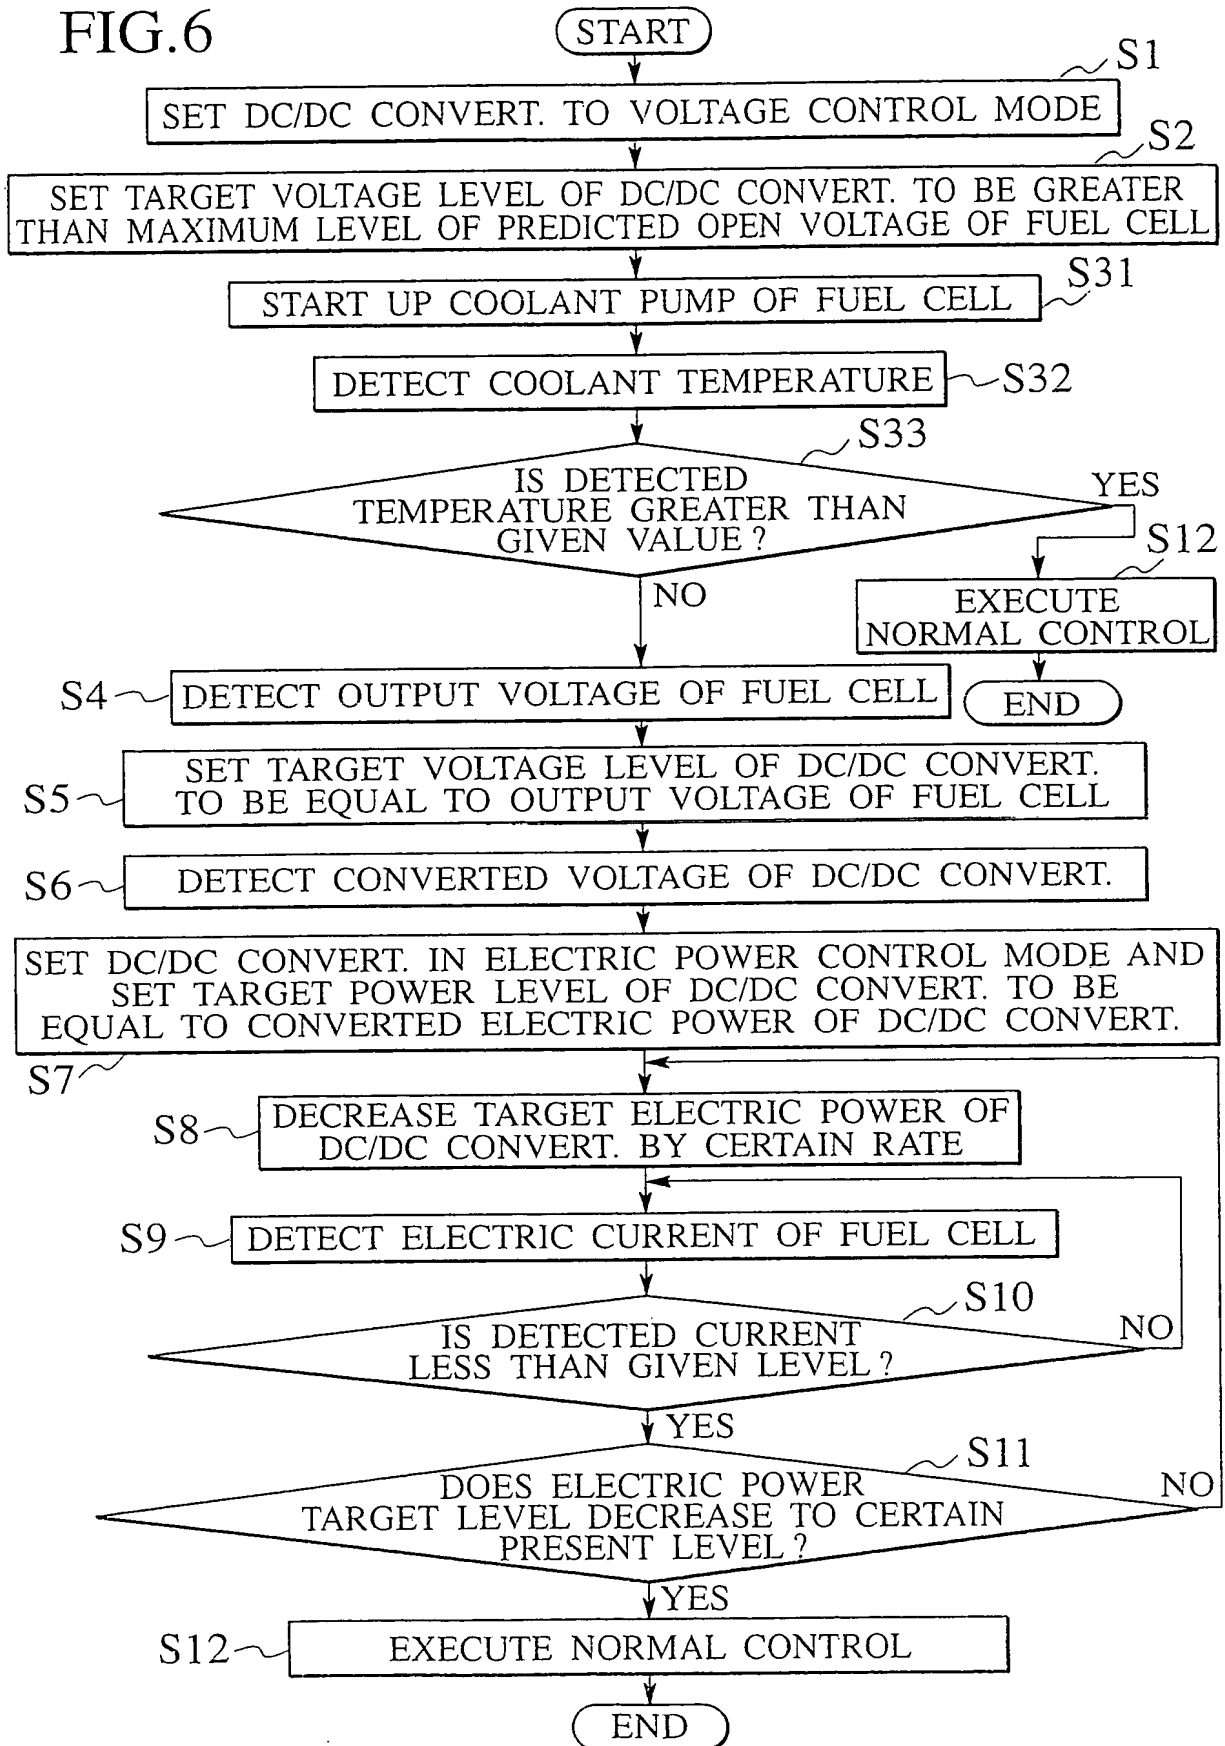 FIG.6
START
S1
SET DC/DC CONVERT. TO VOLTAGE CONTROL MODE
S2
SET TARGET VOLTAGE LEVEL OF DC/DC CONVERT. TO BE GREATER
THAN MAXIMUM LEVEL OF PREDICTED OPEN VOLTAGE OF FUEL CELL
S31
START UP COOLANT PUMP OF FUEL CELL
DETECT COOLANT TEMPERATURE
S32
S33
IS DETECTED
TEMPERATURE GREATER THAN
GIVEN VALUE?
YES
S12
EXECUTE
NORMAL CONTROL
END
NO
S4
DETECT OUTPUT VOLTAGE OF FUEL CELL
S5
SET TARGET VOLTAGE LEVEL OF DC/DC CONVERT.
TO BE EQUAL TO OUTPUT VOLTAGE OF FUEL CELL
S6
DETECT CONVERTED VOLTAGE OF DC/DC CONVERT.
SET DC/DC CONVERT. IN ELECTRIC POWER CONTROL MODE AND
SET TARGET POWER LEVEL OF DC/DC CONVERT. TO BE
EQUAL TO CONVERTED ELECTRIC POWER OF DC/DC CONVERT.
S7
S8
DECREASE TARGET ELECTRIC POWER OF
DC/DC CONVERT. BY CERTAIN RATE
S9
DETECT ELECTRIC CURRENT OF FUEL CELL
S10
IS DETECTED CURRENT
LESS THAN GIVEN LEVEL?
NO
YES
S11
DOES ELECTRIC POWER
TARGET LEVEL DECREASE TO CERTAIN
PRESENT LEVEL?
NO
YES
S12
EXECUTE NORMAL CONTROL
END